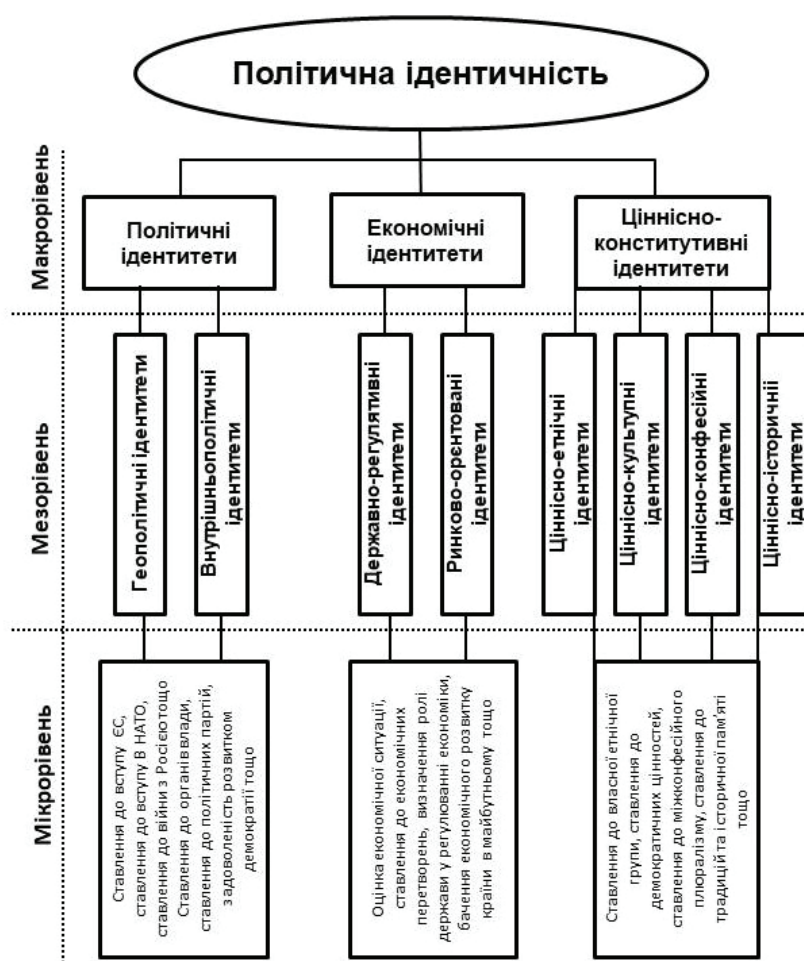 Політична ідентичність
Макрорівень
Політичні
ідентитети
Економічні
ідентитети
Ціннісно-
конститутивні
ідентитети
Мезорівень
Геополітичні ідентитети
Внутрішньополітичні
ідентитети
Державно-регулятивні
ідентитети
Ринково-орєнтовані
ідентитети
Ціннісно-етнічні
ідентитети
Ціннісно-культупні
ідентитети
Ціннісно-конфесійні
ідентитети
Ціннісно-історичніі
ідентитети
Мікрорівень
Ставлення до вступу ЄС,
ставлення до вступу В НАТО,
ставлення до війни з Росією тощо
Ставлення до органів влади,
ставлення до політичних партій,
задоволеність розвитком
демократії тощо
Оцінка економічної ситуації,
ставлення до економічних
перетворень, визначення ролі
держави у регулюванні економіки,
бачення економічного розвитку
країни в майбутньому тощо
Ставлення до власної етнічної
групи, ставлення до
демократичних цінностей,
ставлення до міжконфесійного
плюралізму, ставлення до
традицій та історичної пам'яті
тощо